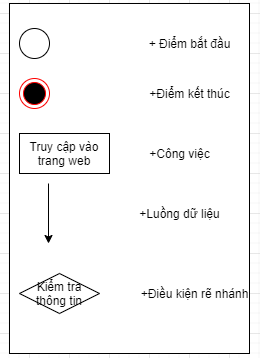 + Điểm bắt đầu
+Điểm kết thúc
Truy cập vào
trang web
+Công việc
+Luồng dữ liệu
Kiểm tra
thông tin
+Điều kiện rẽ nhánh